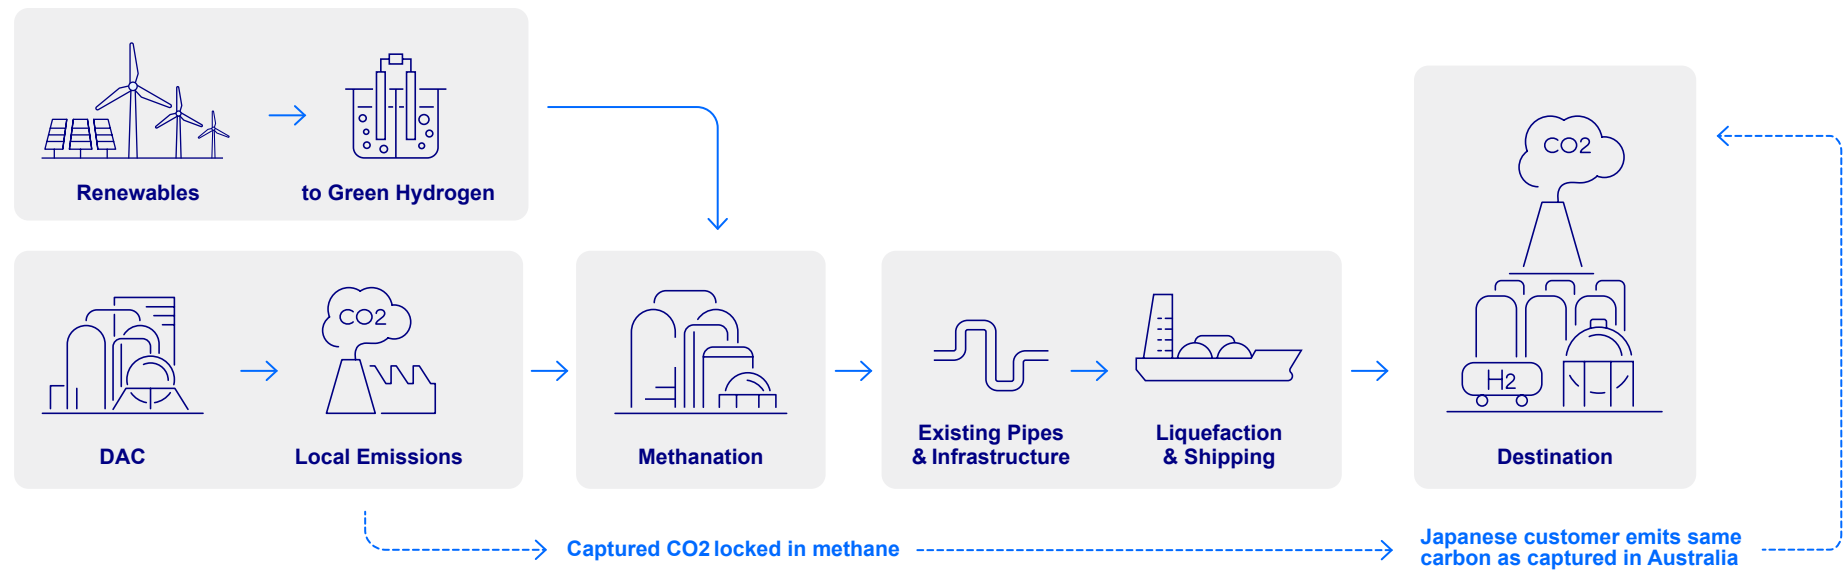 Renewables
to Green Hydrogen
CO2
DAC
Local Emissions
Methanation
Existing Pipes
& Infrastructure
Liquefaction
& Shipping
CO2
H2
Destination
Captured CO2 locked in methane
Japanese customer emits same
carbon as captured in Australia